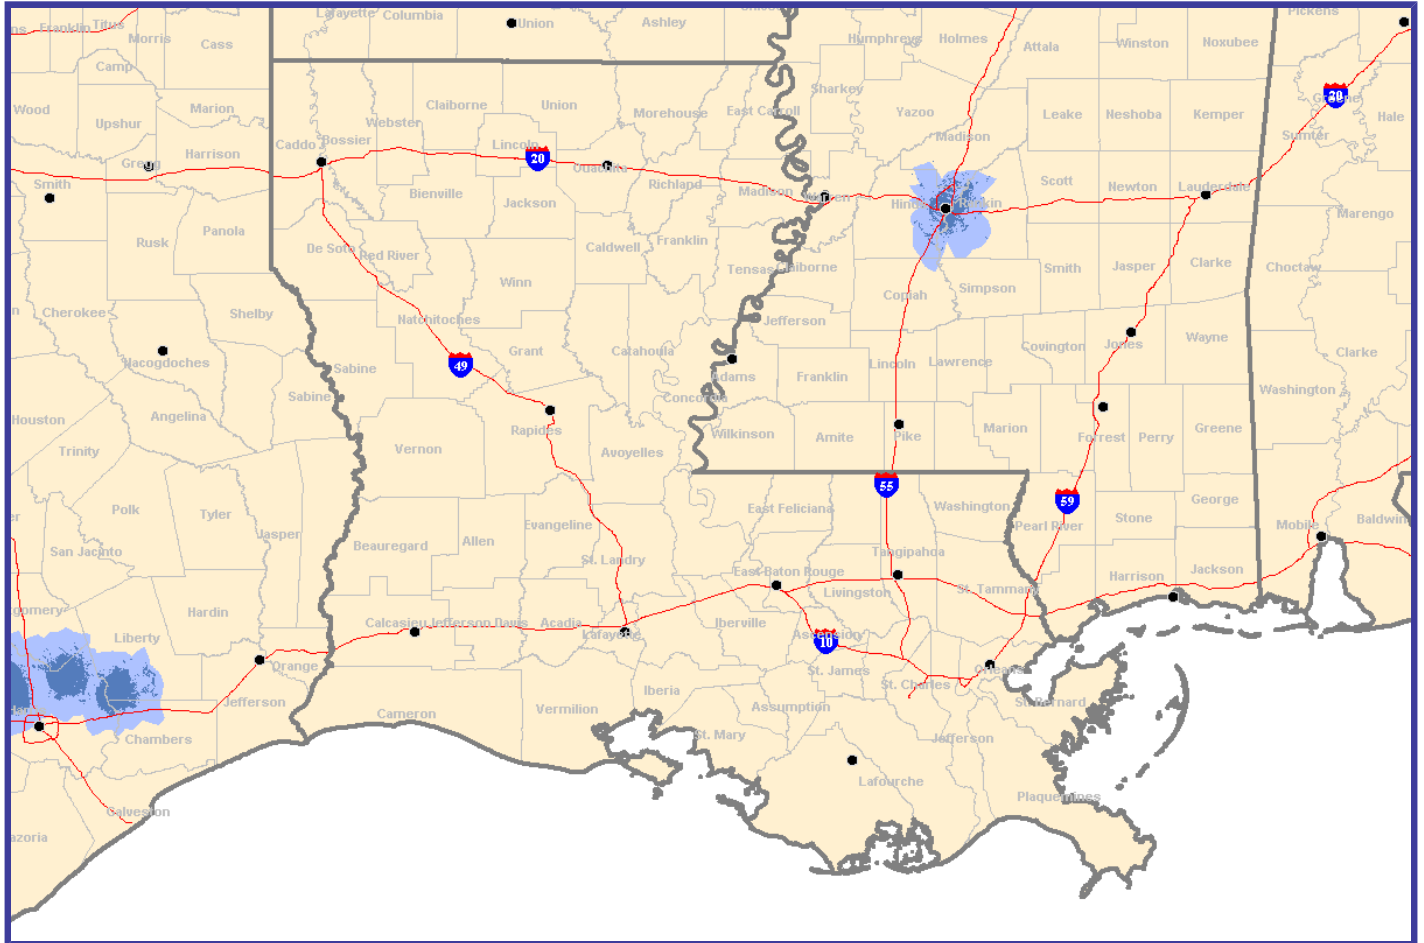 Lafayette
Columbia
Union
Ashley
Humphreys
Holmes
Attala
Winston
Noxubee
Pickens
Franklin
Titus
Morris
Cass
Camp
Wood
Upshur
Marion
Gregg
Harrison
Smith
Rusk
Panola
Caddo
Bossier
Webster
Claiborne
Union
Lincoln
20
Ouachita
Morehouse
East Carroll
Bienville
Jackson
Richland
Madison
Sharkey
Yazoo
Madison
Leake
Neshoba
Kemper
20
Greene
Sumter
Hale
Warren
Hinds
Rankin
Scott
Newton
Lauderdale
Marengo
De Soto
Red River
Caldwell
Franklin
Tensas
Claiborne
Winn
Copiah
Simpson
Smith
Jasper
Clarke
Choctaw
Cherokee
Shelby
Nacogdoches
Natchitoches
Grant
Catahoula
Jefferson
Covington
Jones
Wayne
Clarke
Sabine
Sabine
49
Adams
Franklin
Lincoln
Lawrence
Washington
Houston
Angelina
Concordia
Trinity
Vernon
Rapides
Avoyelles
Wilkinson
Amite
Pike
Marion
Forrest
Perry
Greene
55
59
Polk
Tyler
Jasper
San Jacinto
Beauregard
Allen
Evangeline
St. Landry
East Feliciana
Washington
Tangipahoa
Pearl River
Stone
George
Mobile
Baldwin
Harrison
Jackson
East Baton Rouge
Livingston
St. Tammany
Hardin
Liberty
Calcasieu
Jefferson Davis
Acadia
Lafayette
Iberville
Ascension
10
Orange
Jefferson
Chambers
Cameron
Vermilion
Iberia
St. James
St. Charles
Orleans
St. Bernard
Assumption
St. Mary
Jefferson
Lafourche
Plaquemines
Galveston
azoria